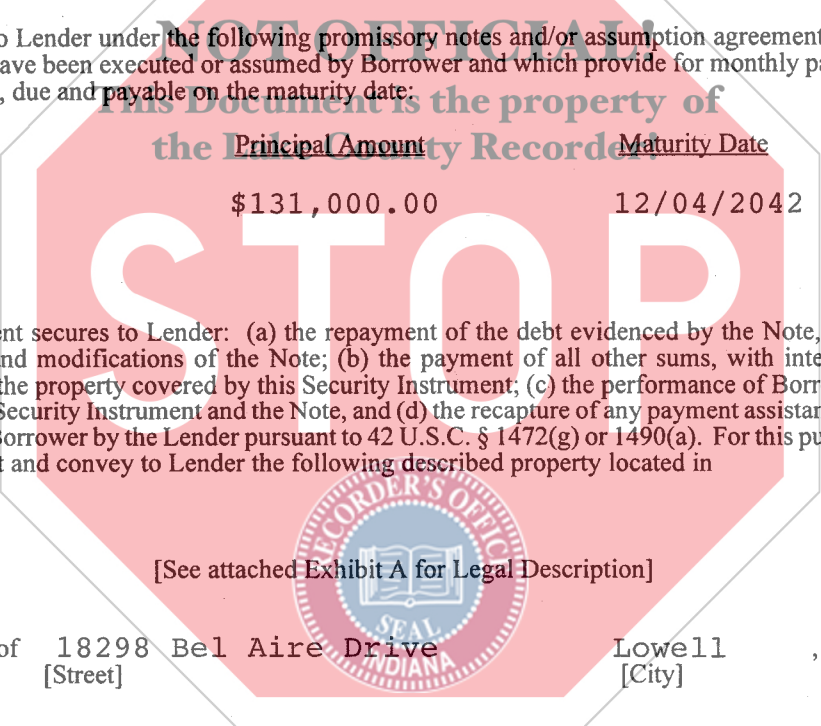 NOT OFFICIAL!
o Lender under the following promissory notes and/or assumption agreement
ave been executed or assumed by Borrower and which provide for monthly pa
, due and payable on the maturity date:
This Document is the property of
the Lake County Recorder!
Principal Amount Maturity Date
$131,000.00 12/04/2042
STOP
ent secures to Lender: (a) the repayment of the debt evidenced by the Note,
nd modifications of the Note; (b) the payment of all other sums, with inte
the property covered by this Security Instrument; (c) the performance of Borr
Security Instrument and the Note, and (d) the recapture of any payment assistan
Borrower by the Lender pursuant to 42 U.S.C. § 1472(g) or 1490(a). For this pu
t and convey to Lender the following described property located in
RECORDER'S OFFICE
[See attached Exhibit A for Legal Description]
SEAL
INDIANA
of 18298 Bel Aire Drive Lowell ,
[Street] [City]